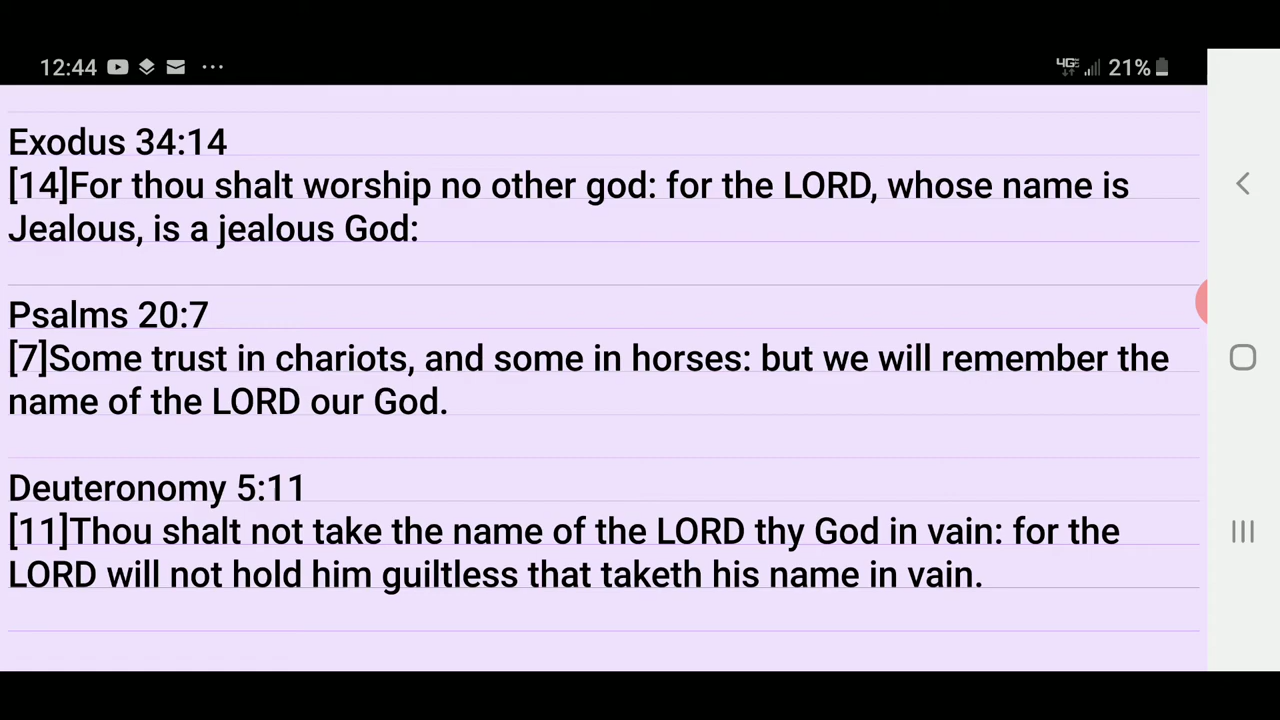 12:44 ... 4GE 21%
Exodus 34:14
[14]For thou shalt worship no other god: for the LORD, whose name is
Jealous, is a jealous God:
Psalms 20:7
[7]Some trust in chariots, and some in horses: but we will remember the
name of the LORD our God.
Deuteronomy 5:11
[11]Thou shalt not take the name of the LORD thy God in vain: for the
LORD will not hold him guiltless that taketh his name in vain.